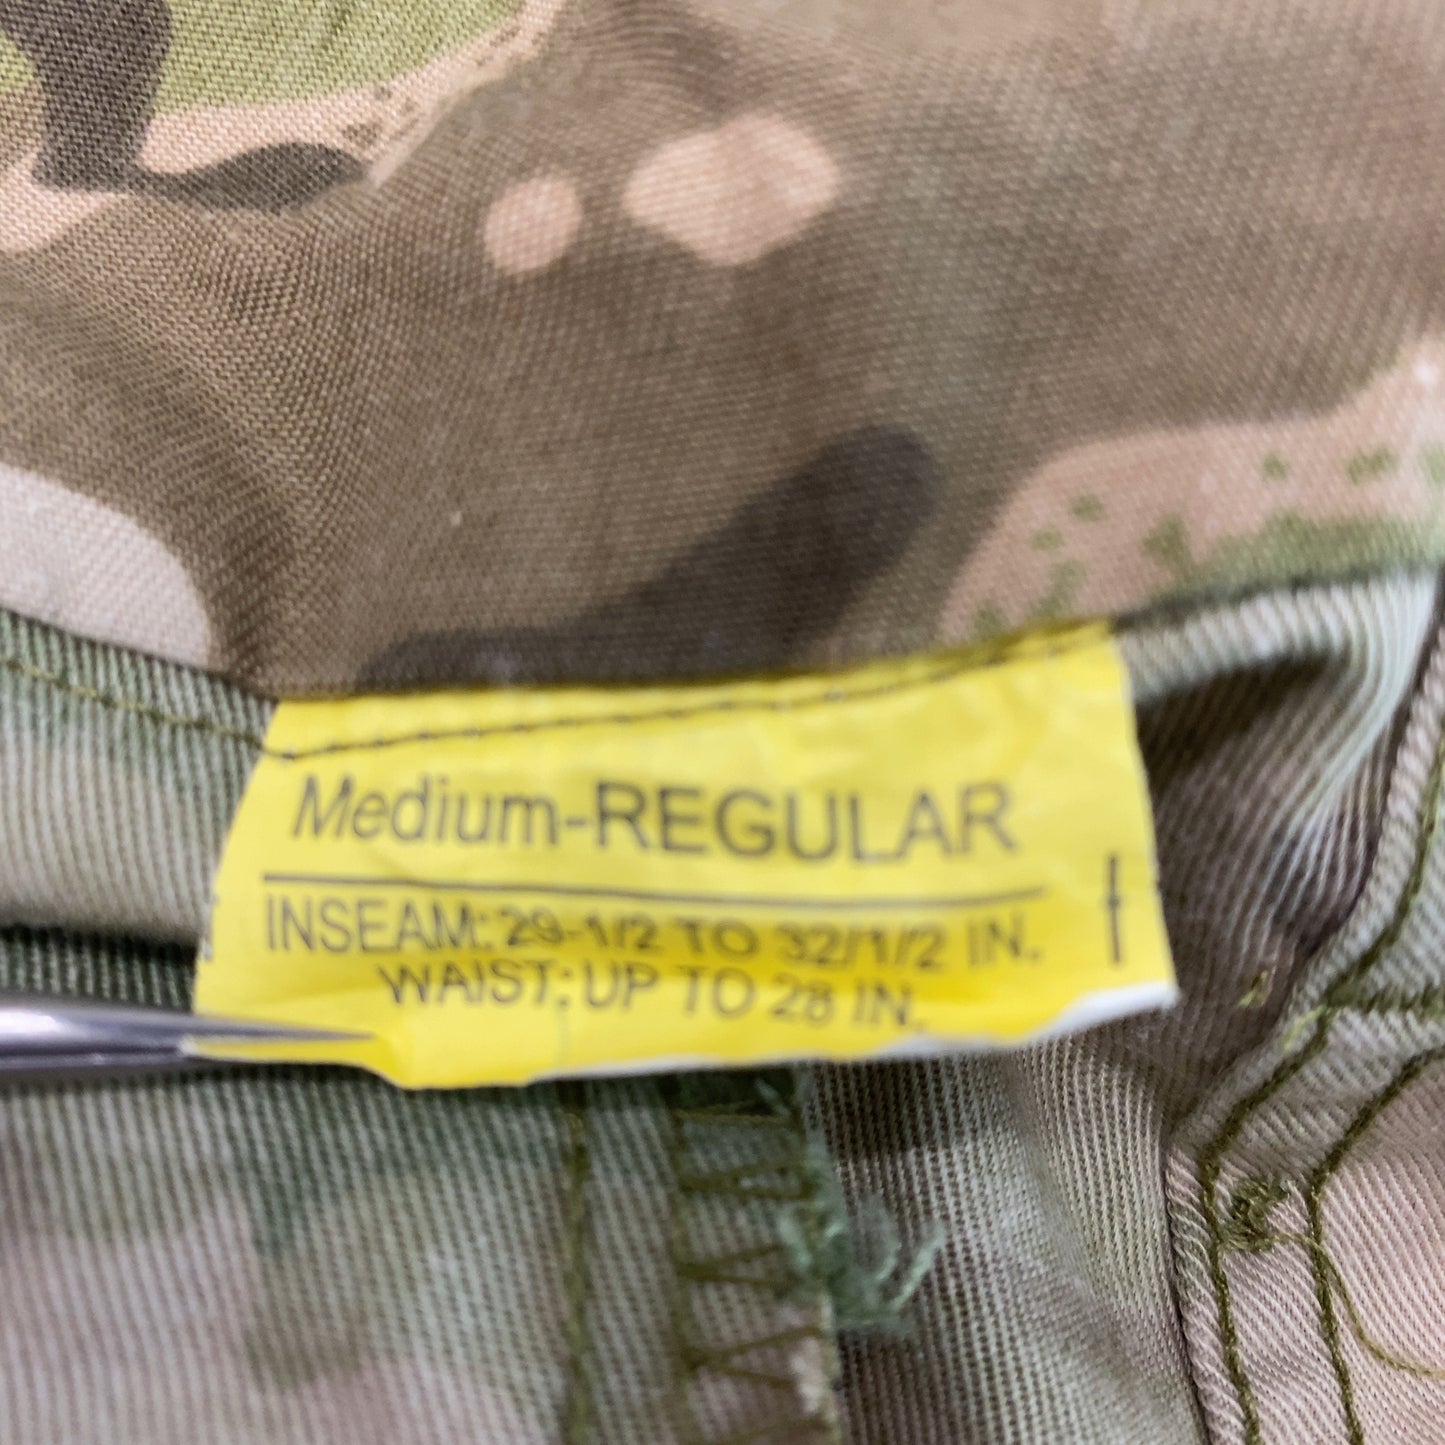 Medium-REGULAR
INSEAM: 29-1/2 TO 32/1/2 IN.
WAIST: UP TO 28 IN.